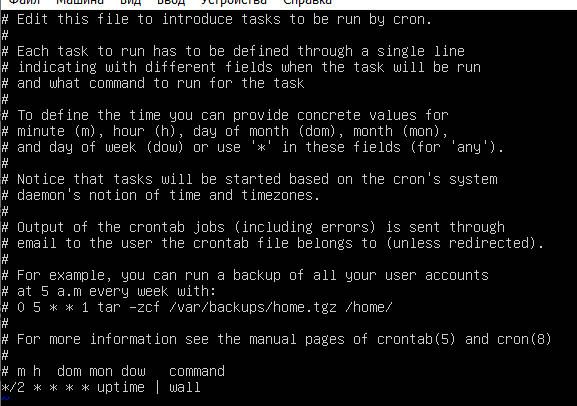 Файл Машина Вид Ввод Устройства Справка
# Edit this file to introduce tasks to be run by cron.
#
# Each task to run has to be defined through a single line
# indicating with different fields when the task will be run
# and what command to run for the task
#
# To define the time you can provide concrete values for
# minute (m), hour (h), day of month (dom), month (mon),
# and day of week (dow) or use '*' in these fields (for 'any').
#
# Notice that tasks will be started based on the cron's system
# daemon's notion of time and timezones.
#
# Output of the crontab jobs (including errors) is sent through
# email to the user the crontab file belongs to (unless redirected).
#
# For example, you can run a backup of all your user accounts
# at 5 a.m every week with:
# 0 5 * * 1 tar -zcf /var/backups/home.tgz /home/
#
# For more information see the manual pages of crontab(5) and cron(8)
#
# m h  dom mon dow   command
*/2 * * * * uptime | wall
~